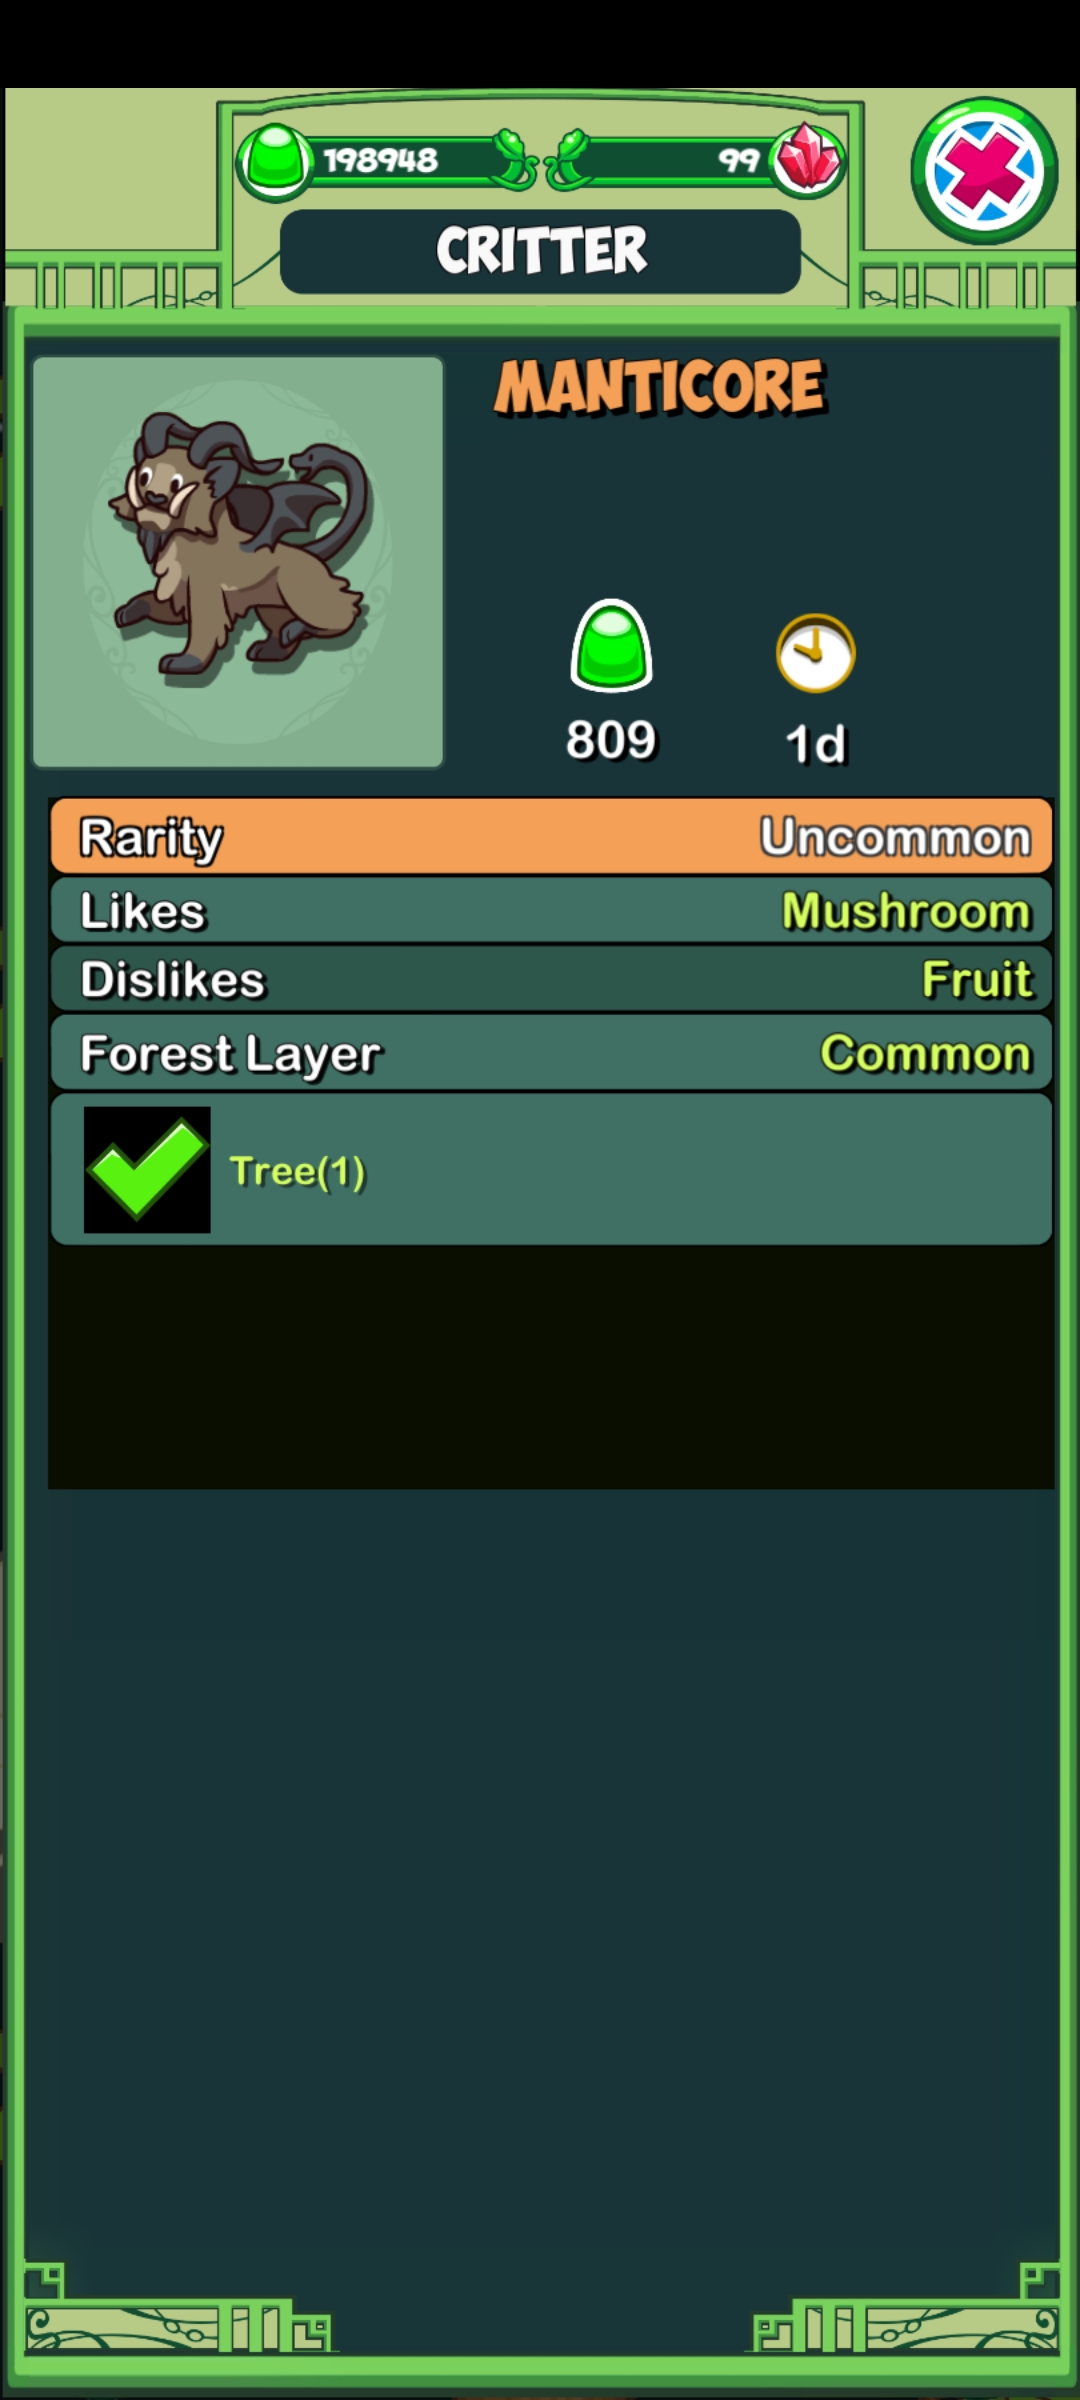 198948
99
CRITTER
MANTICORE
809
1d
Rarity Uncommon
Likes Mushroom
Dislikes Fruit
Forest Layer Common
Tree(1)